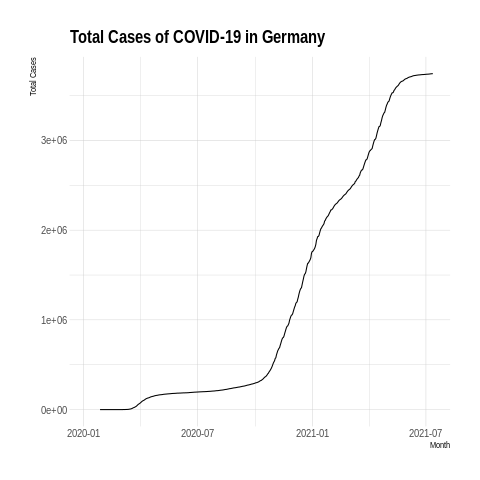 Total Cases of COVID-19 in Germany
Total Cases
3e+06
2e+06
1e+06
0e+00
2020-01 2020-07 2021-01 2021-07
Month